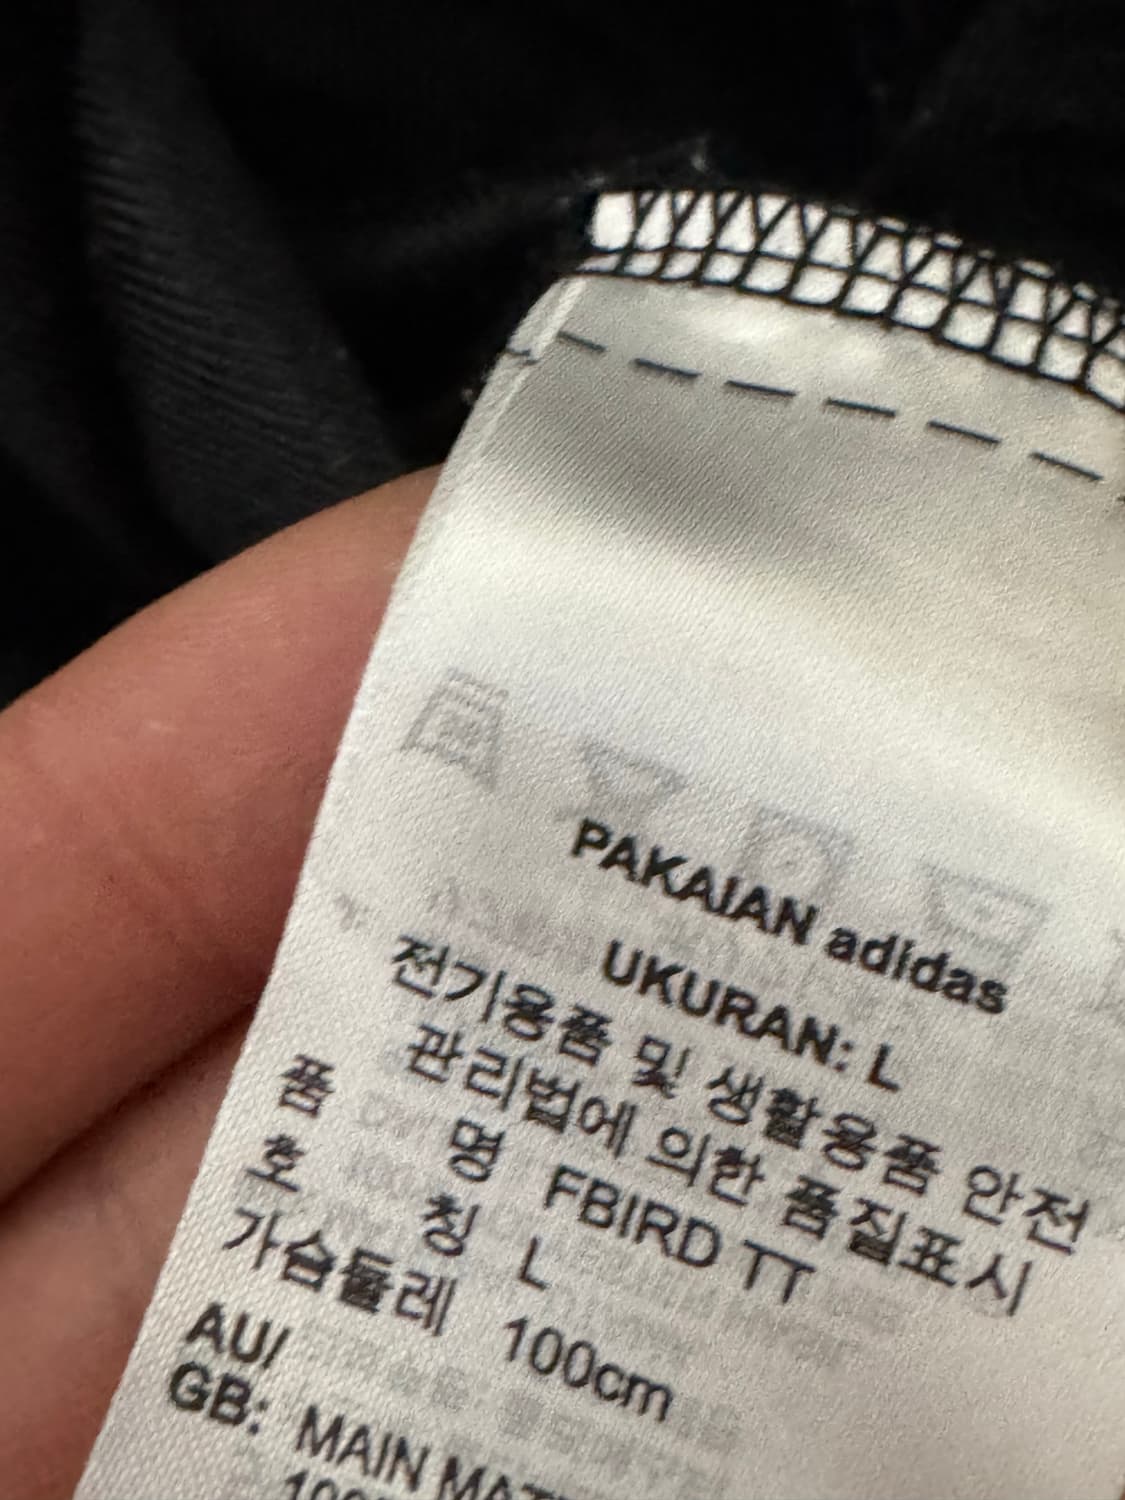 PAKAIAN adidas
UKURAN: L
전기용품 및 생활용품 안전
관리법에 의한 품질표시
품 명 FBIRD TT
호 칭 L
가슴둘레 100cm
AU/
GB: MAIN